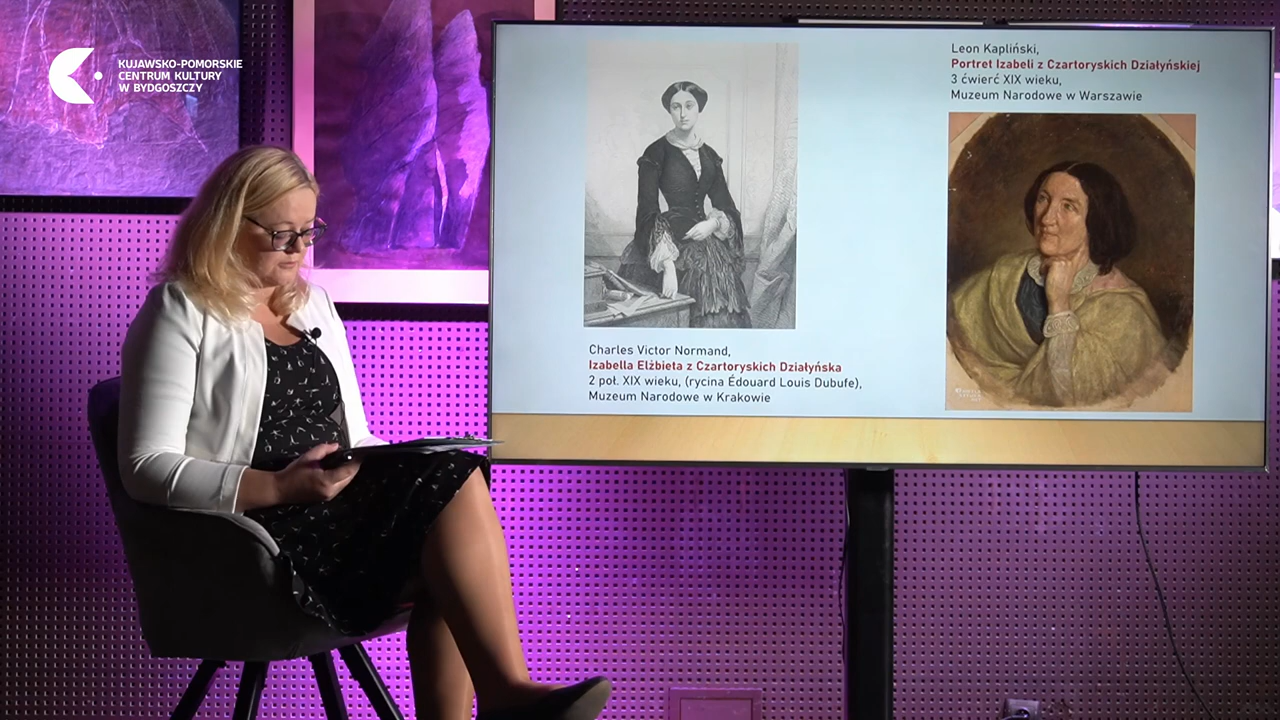 KUJAWSKO-POMORSKIE
CENTRUM KULTURY
W BYDGOSZCZY
Leon Kapliński,
Portret Izabeli z Czartoryskich Działyńskiej
3 ćwierć XIX wieku,
Muzeum Narodowe w Warszawie
Charles Victor Normand,
Izabella Elżbieta z Czartoryskich Działyńska
2 poł. XIX wieku, (rycina Édouard Louis Dubufe),
Muzeum Narodowe w Krakowie